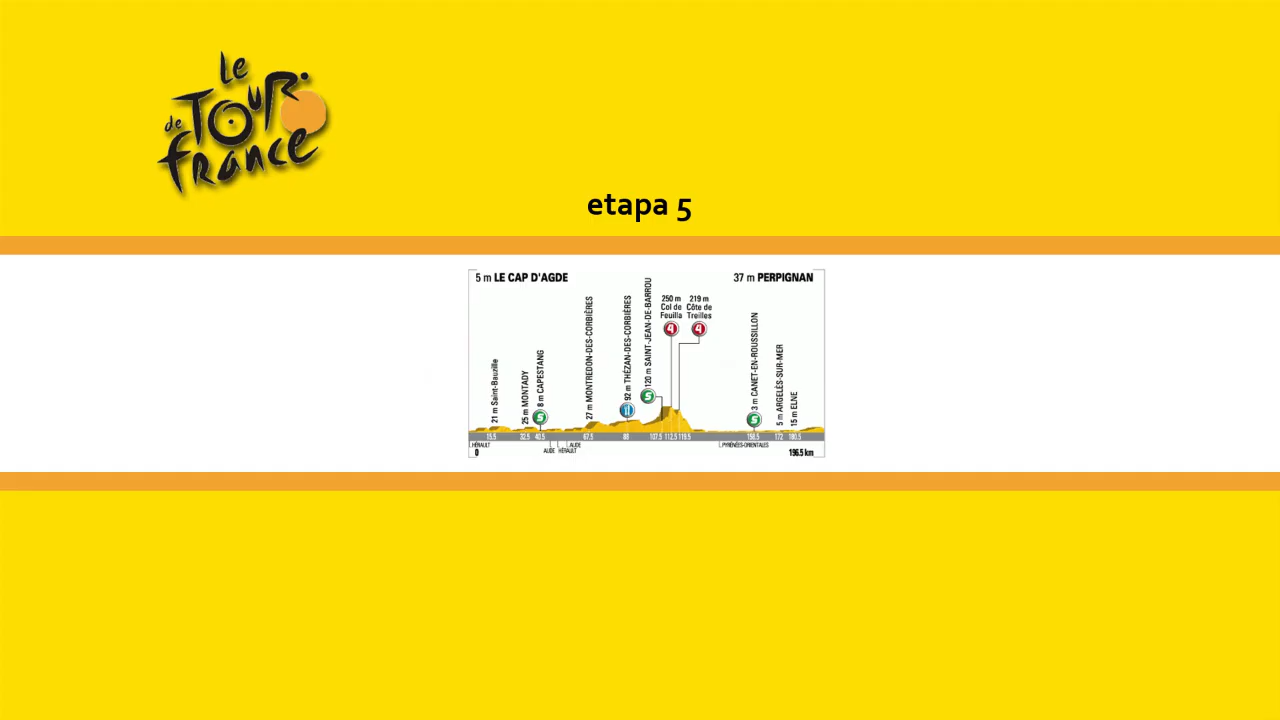 Le
de TOUR
france
etapa 5
5 m LE CAP D'AGDE
37 m PERPIGNAN
21 m Saint-Bauzille
25 m MONTADY
8 m CAPESTANG
27 m MONTREDON-DES-CORBIÈRES
92 m THÉZAN-DES-CORBIÈRES
120 m SAINT-JEAN-DE-BARROU
250 m
Col de
Feuilla
219 m
Côte de
Treilles
3 m CANET-EN-ROUSSILLON
5 m ARGELÈS-SUR-MER
15 m ELNE
4
4
S
S
S
15.5 32.5 40.5 67.5 88 107.5 112.5 119.5 158.5 172 180.5
HÉRAULT
AUDE
HÉRAULT
AUDE
PYRÉNÉES-ORIENTALES
0
196.5 km